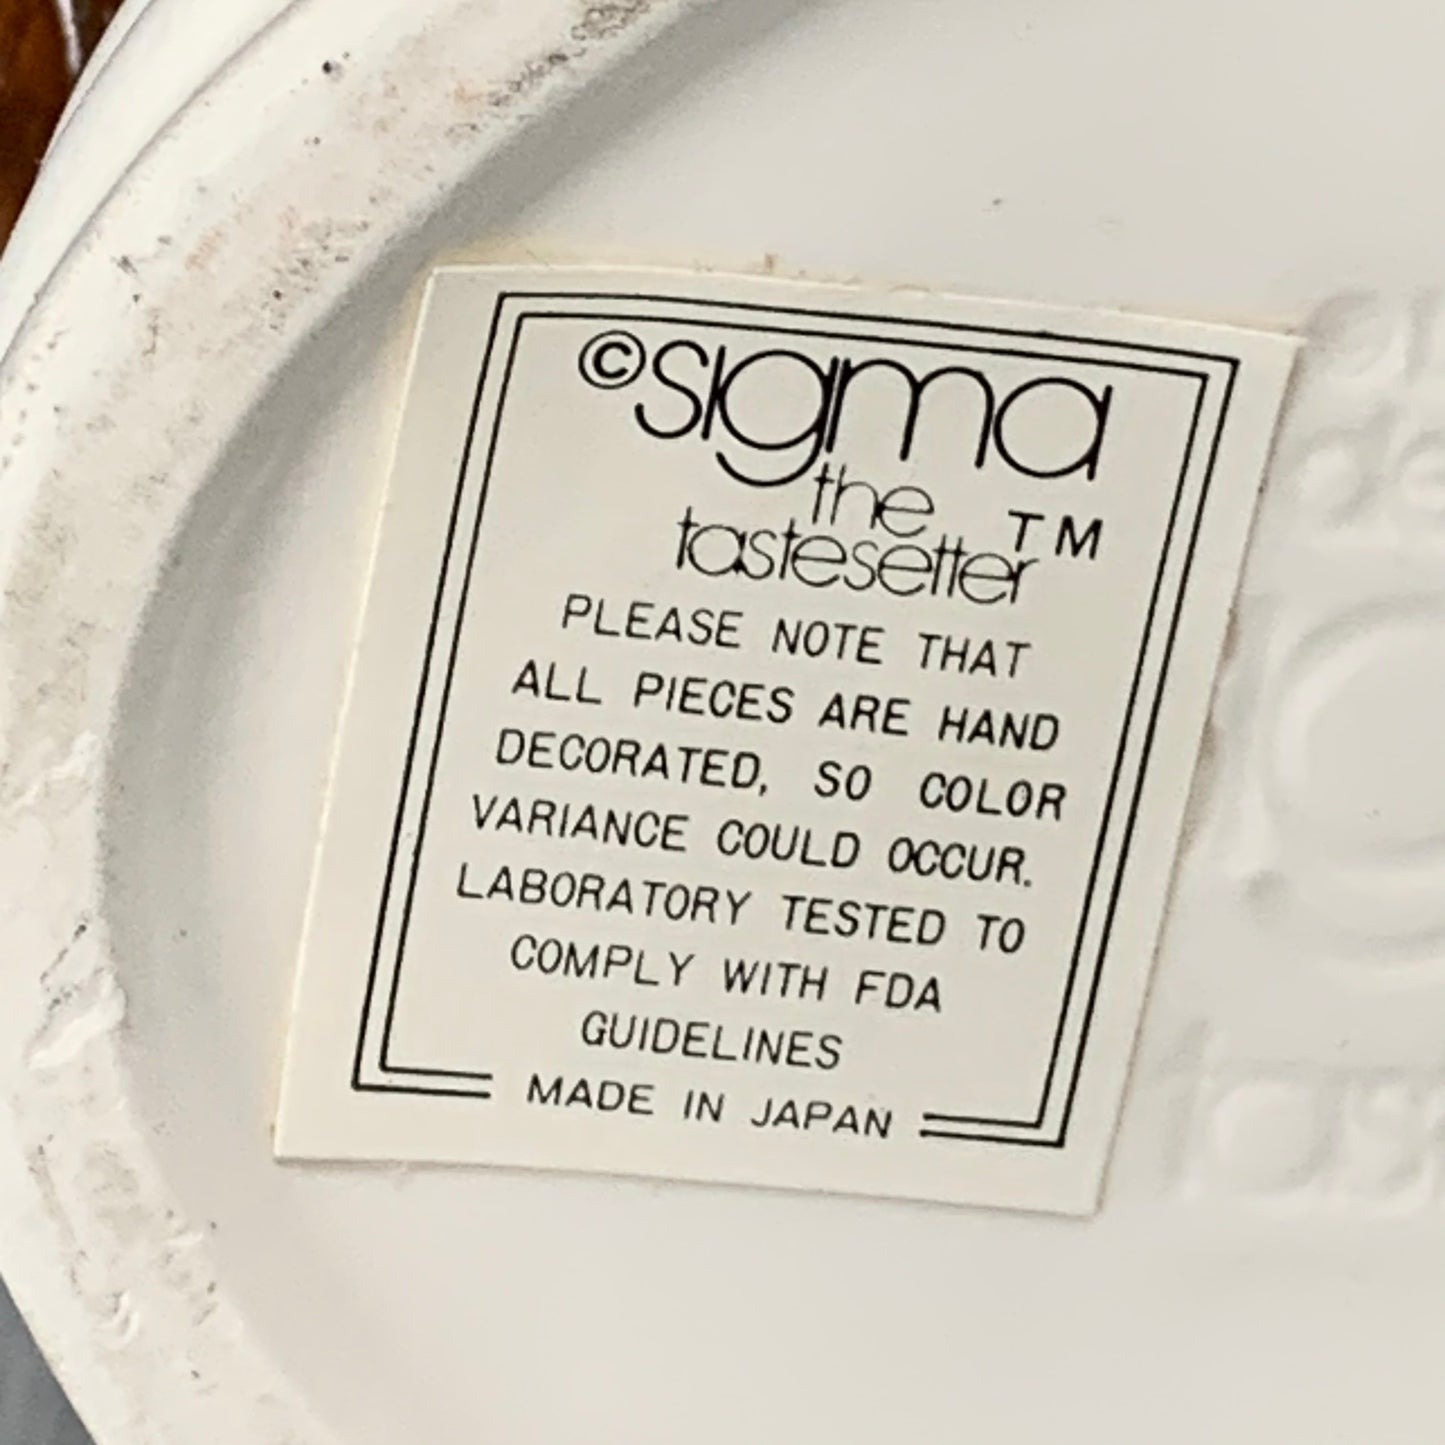 ©sigma
the
tastesetter TM
PLEASE NOTE THAT
ALL PIECES ARE HAND
DECORATED, SO COLOR
VARIANCE COULD OCCUR.
LABORATORY TESTED TO
COMPLY WITH FDA
GUIDELINES
MADE IN JAPAN